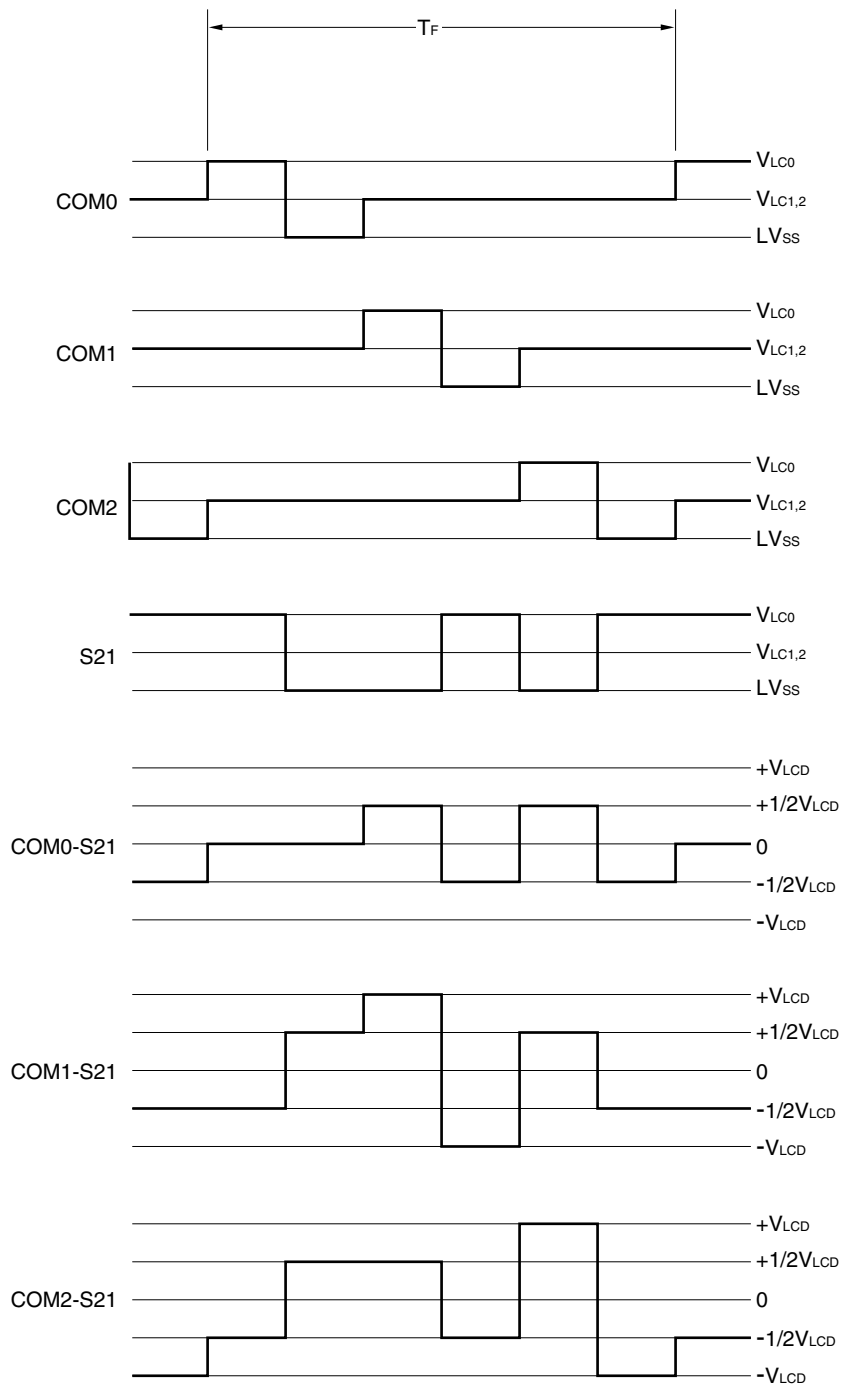 TF
COM0
VLC0
VLC1,2
LVSS
COM1
VLC0
VLC1,2
LVSS
COM2
VLC0
VLC1,2
LVSS
S21
VLC0
VLC1,2
LVSS
COM0-S21
+VLCD
+1/2VLCD
0
-1/2VLCD
-VLCD
COM1-S21
+VLCD
+1/2VLCD
0
-1/2VLCD
-VLCD
COM2-S21
+VLCD
+1/2VLCD
0
-1/2VLCD
-VLCD